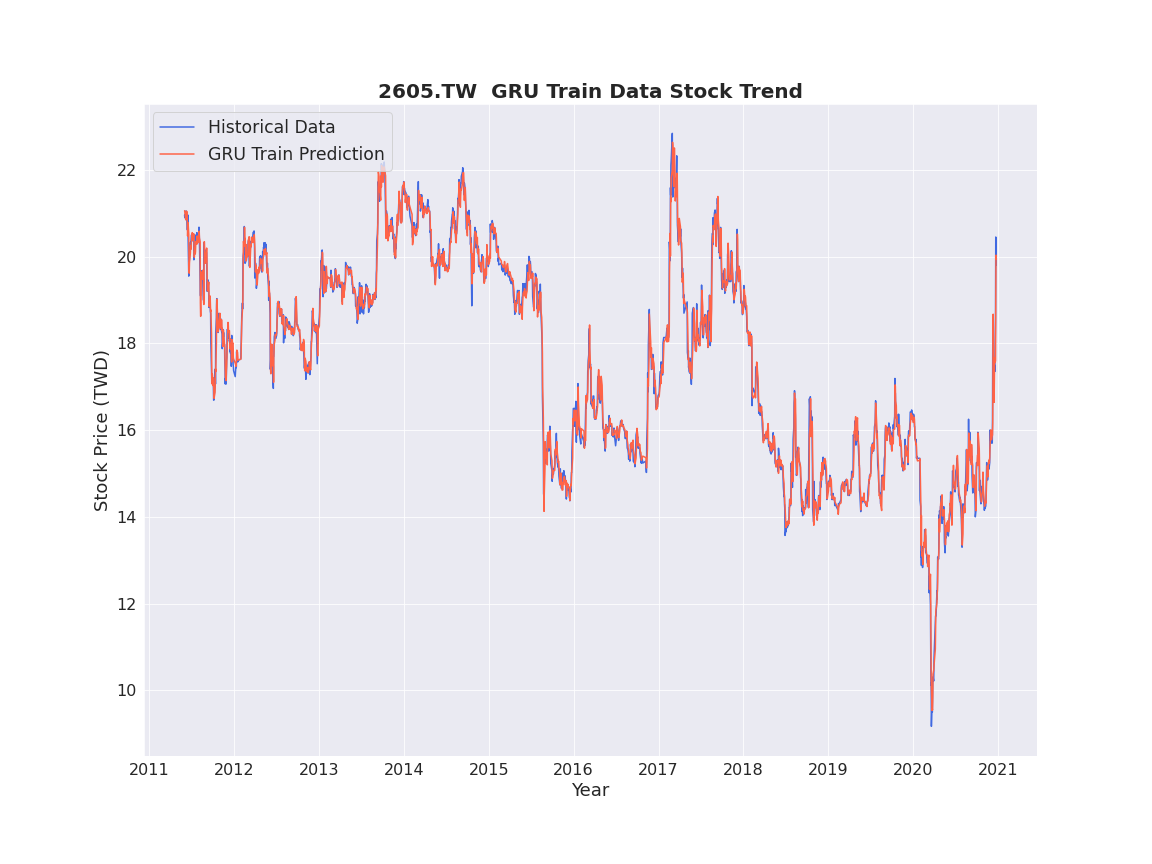 2605.TW  GRU Train Data Stock Trend
Historical Data
GRU Train Prediction
Stock Price (TWD)
22
20
18
16
14
12
10
2011 2012 2013 2014 2015 2016 2017 2018 2019 2020 2021
Year